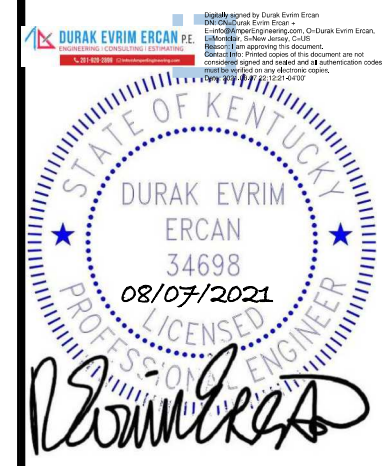 DURAK EVRIM ERCAN P.E.
ENGINEERING | CONSULTING | ESTIMATING
Digitally signed by Durak Evrim Ercan
DN: CN=Durak Evrim Ercan +
E=info@AmperEngineering.com, O=Durak Evrim Ercan,
L=Montclair, S=New Jersey, C=US
Reason: I am approving this document.
Contact Info: Printed copies of this document are not
considered signed and sealed and all authentication codes
must be verified on any electronic copies.
STATE OF KENTUCKY
DURAK EVRIM
ERCAN
34698
08/07/2021
LICENSED
PROFESSIONAL ENGINEER